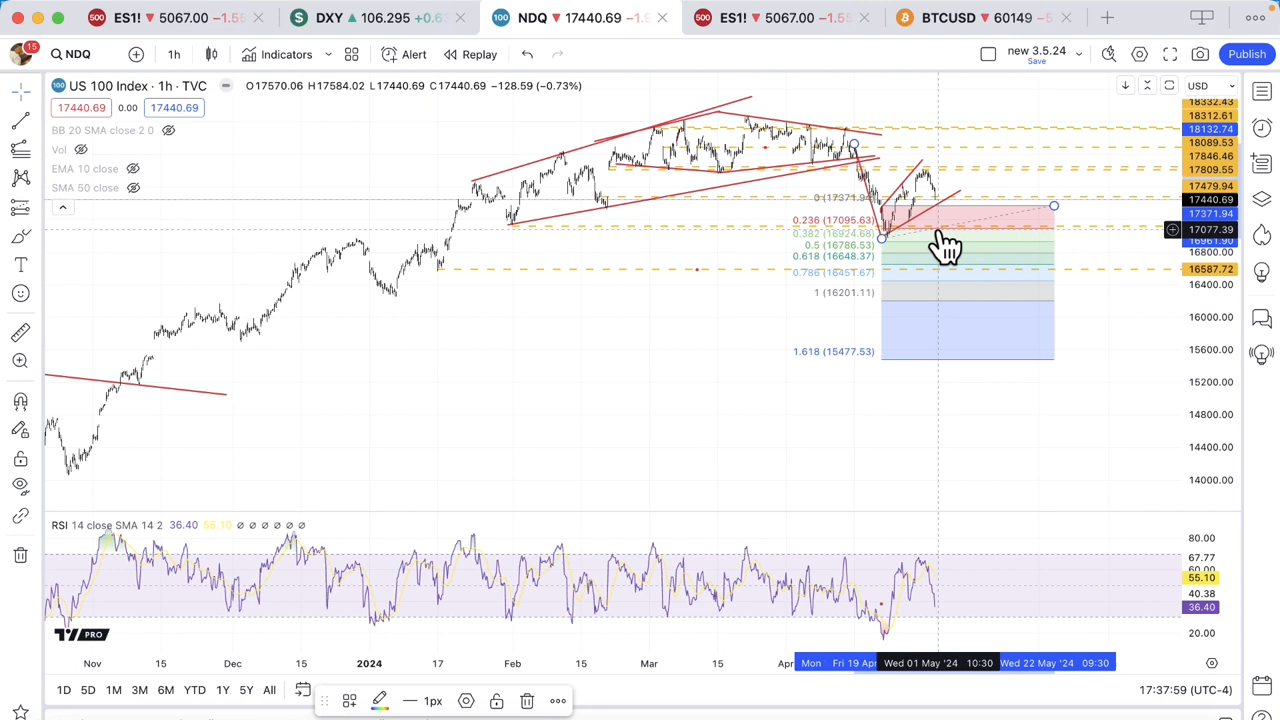 ES1! ▼ 5067.00 −1.5
DXY ▲ 106.295 +0.6
NDQ ▼ 17440.69 −1.
ES1! ▼ 5067.00 −1.5
BTCUSD ▼ 60149 −5
15 NDQ 1h Indicators Alert Replay new 3.5.24 Save Publish
100 US 100 Index · 1h · TVC O17570.06 H17584.02 L17440.69 C17440.69 −128.59 (−0.73%) USD
17440.69 0.00 17440.69
BB 20 SMA close 2 0
Vol
EMA 10 close
SMA 50 close
18332.43
18312.61
18132.74
18089.53
17846.46
17809.55
17479.94
17440.69
17371.94
17077.39
16961.90
16800.00
16587.72
16400.00
16000.00
15600.00
15200.00
14800.00
14400.00
14000.00
0 (17371.94)
0.236 (17095.63)
0.382 (16924.68)
0.5 (16786.53)
0.618 (16648.37)
0.786 (16451.67)
1 (16201.11)
1.618 (15477.53)
RSI 14 close SMA 14 2 36.40 55.10 ∅ ∅ ∅ ∅ ∅ ∅
80.00
67.77
60.00
55.10
40.38
36.40
20.00
PRO
Nov 15 Dec 15 2024 17 Feb 15 Mar 15 Apr Mon Fri 19 Apr Wed 01 May '24 10:30 Wed 22 May '24 09:30
1D 5D 1M 3M 6M YTD 1Y 5Y All 1px 17:37:59 (UTC-4)